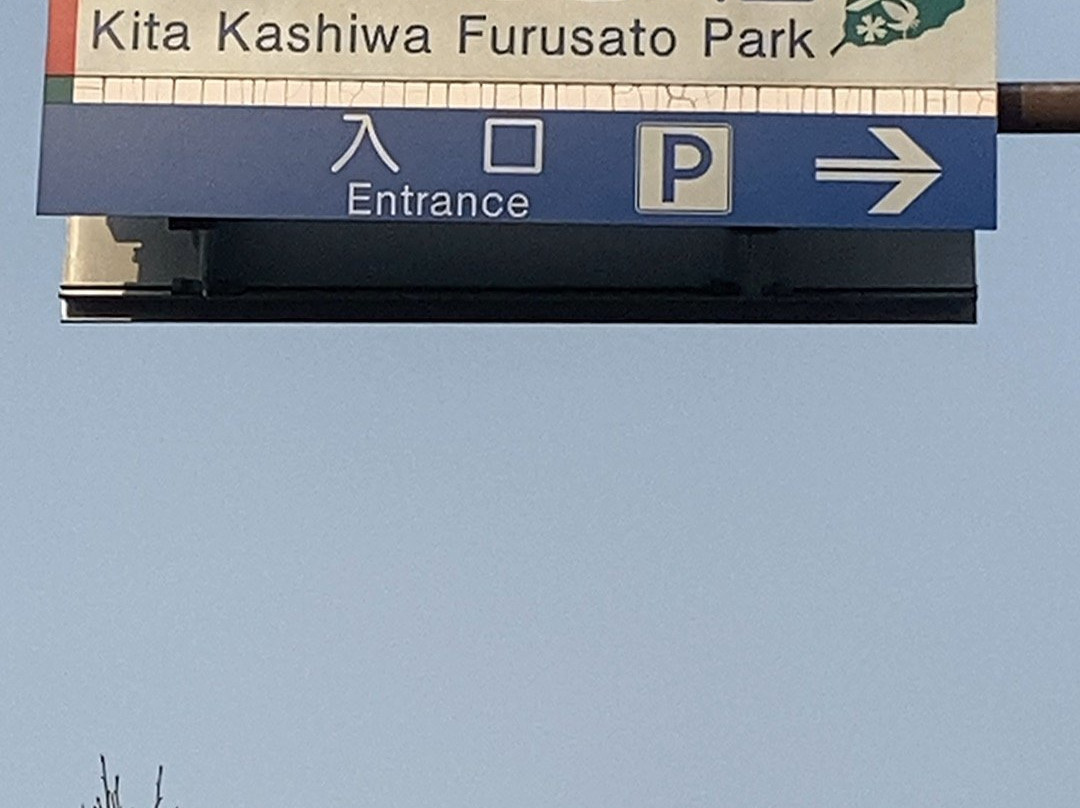 Kita Kashiwa Furusato Park
入口 P
Entrance